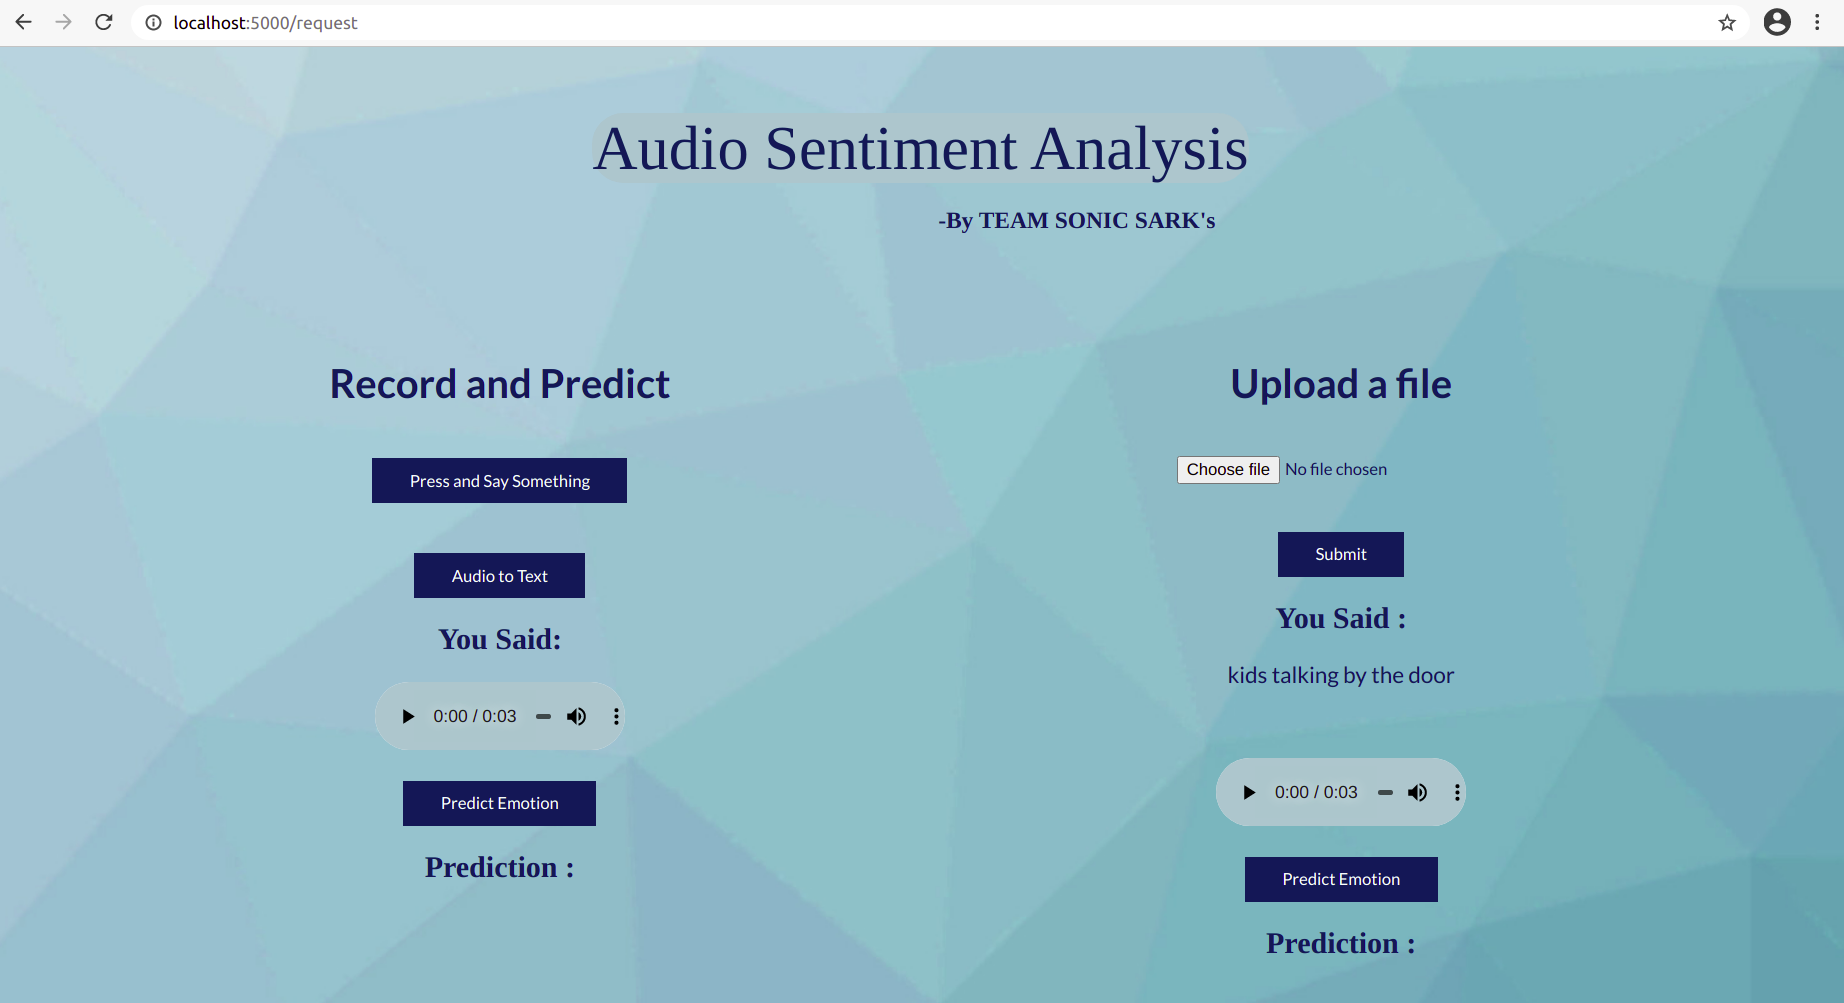 localhost:5000/request
Audio Sentiment Analysis
-By TEAM SONIC SARK's
Record and Predict
Press and Say Something
Audio to Text
You Said:
0:00 / 0:03
Predict Emotion
Prediction :
Upload a file
Choose file No file chosen
Submit
You Said :
kids talking by the door
0:00 / 0:03
Predict Emotion
Prediction :